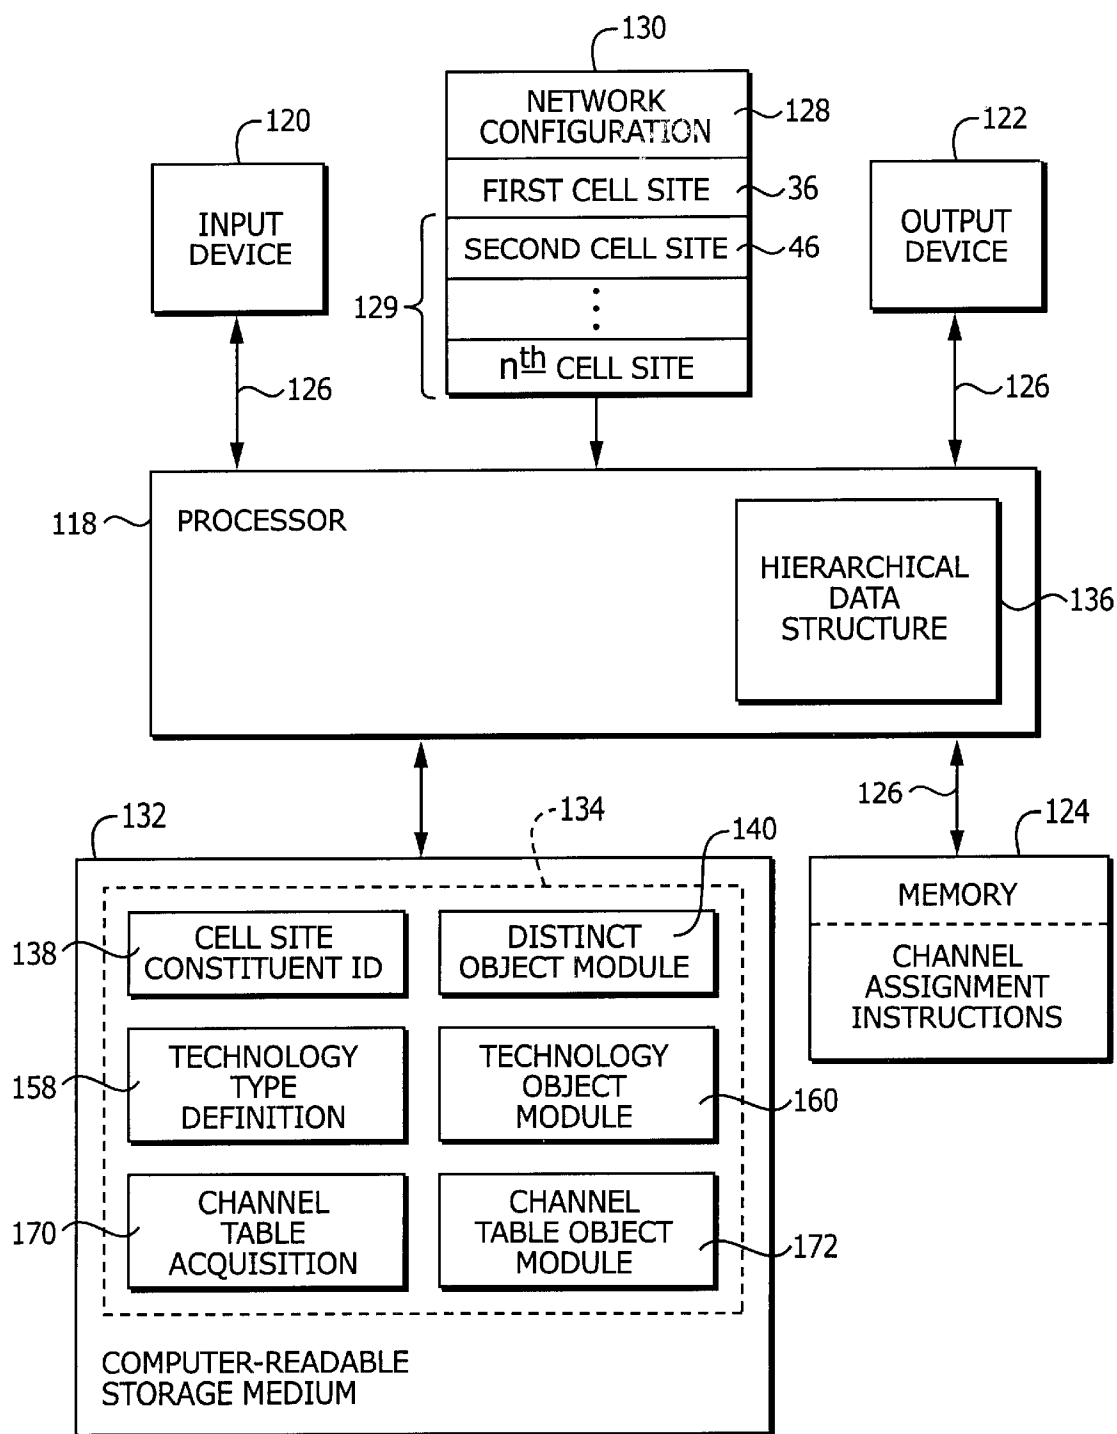 130
NETWORK
CONFIGURATION
128
120
122
FIRST CELL SITE
36
INPUT
DEVICE
SECOND CELL SITE
46
OUTPUT
DEVICE
129
nth CELL SITE
126
126
118
PROCESSOR
HIERARCHICAL
DATA
STRUCTURE
136
132
134
140
126
124
138
CELL SITE
CONSTITUENT ID
DISTINCT
OBJECT MODULE
MEMORY
CHANNEL
ASSIGNMENT
INSTRUCTIONS
158
TECHNOLOGY
TYPE
DEFINITION
TECHNOLOGY
OBJECT
MODULE
160
170
CHANNEL
TABLE
ACQUISITION
CHANNEL
TABLE OBJECT
MODULE
172
COMPUTER-READABLE
STORAGE MEDIUM